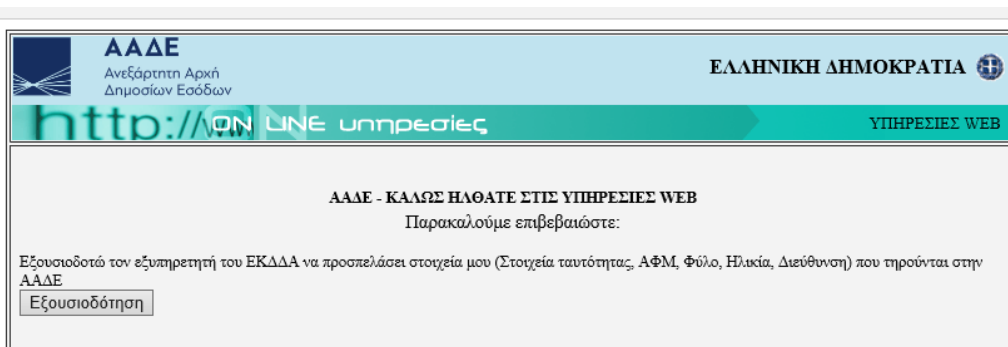 ΑΑΔΕ
Ανεξάρτητη Αρχή
Δημοσίων Εσόδων
ΕΛΛΗΝΙΚΗ ΔΗΜΟΚΡΑΤΙΑ
http://www
ON LINE υπηρεσίες
ΥΠΗΡΕΣΙΕΣ WEB
ΑΑΔΕ - ΚΑΛΩΣ ΗΛΘΑΤΕ ΣΤΙΣ ΥΠΗΡΕΣΙΕΣ WEB
Παρακαλούμε επιβεβαιώστε:
Εξουσιοδοτώ τον εξυπηρετητή του ΕΚΔΔΑ να προσπελάσει στοιχεία μου (Στοιχεία ταυτότητας, ΑΦΜ, Φύλο, Ηλικία, Διεύθυνση) που τηρούνται στην
ΑΑΔΕ
Εξουσιοδότηση